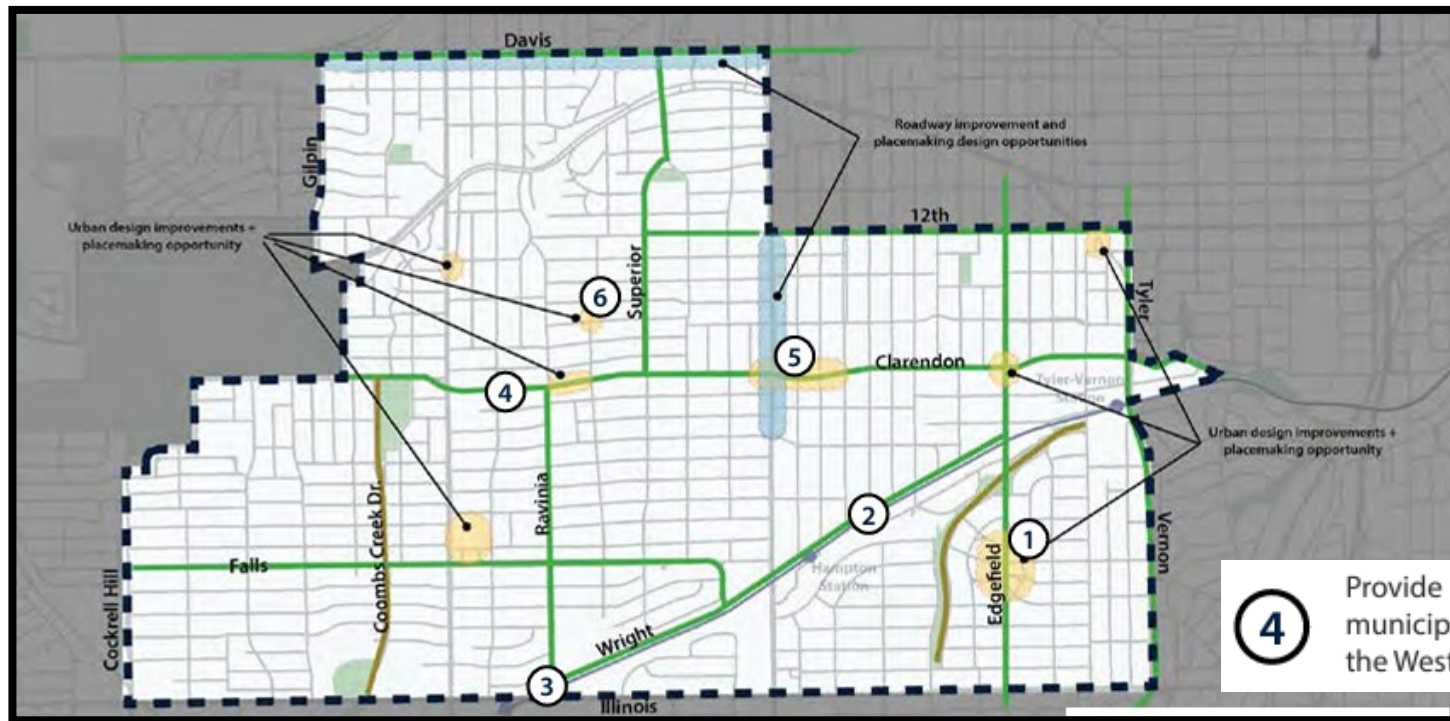 Davis
Roadway improvement and
placemaking design opportunities
Gilpin
12th
Urban design improvements +
placemaking opportunity
Superior
6
Tyler
5
Clarendon
4
Tyler-Vernon
Station
Urban design improvements +
placemaking opportunity
Coombs Creek Dr.
Ravinia
2
1
Vernon
Falls
Hampton
Station
Edgefield
Cockrell Hill
Wright
3
Illinois
4
Provide
municip
the West